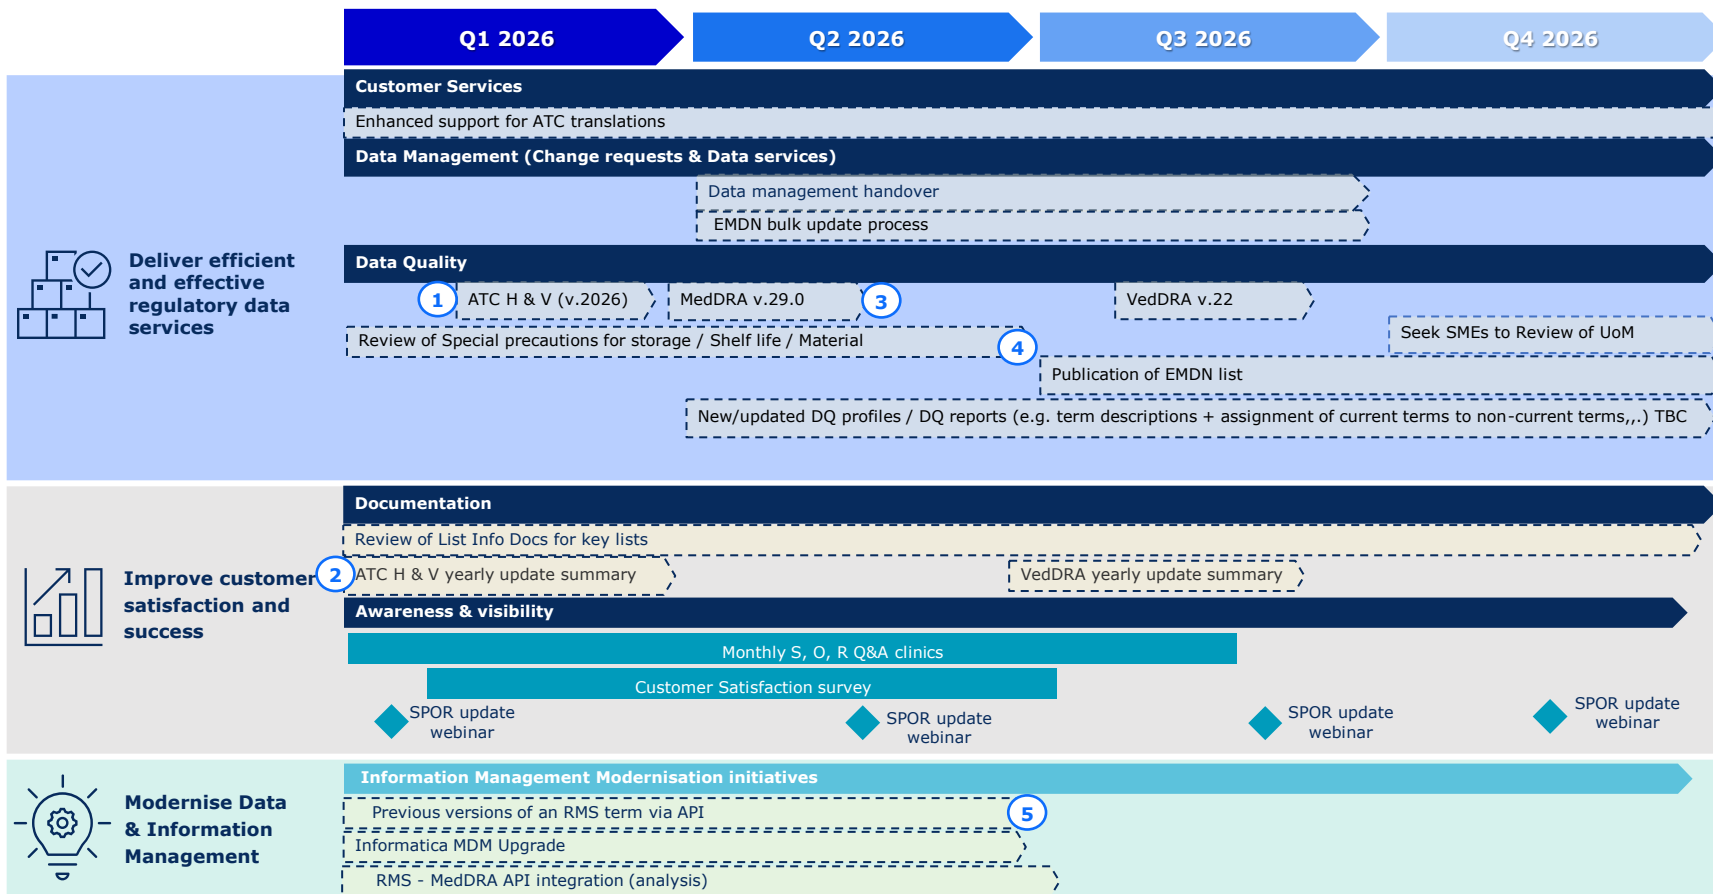 Q1 2026
Q2 2026
Q3 2026
Q4 2026
Deliver efficient
and effective
regulatory data
services
Customer Services
Enhanced support for ATC translations
Data Management (Change requests & Data services)
Data management handover
EMDN bulk update process
Data Quality
1
ATC H & V (v.2026)
MedDRA v.29.0
3
VedDRA v.22
Review of Special precautions for storage / Shelf life / Material
4
Seek SMEs to Review of UoM
Publication of EMDN list
New/updated DQ profiles / DQ reports (e.g. term descriptions + assignment of current terms to non-current terms,,.) TBC
Improve customer
satisfaction and
success
Documentation
Review of List Info Docs for key lists
2
ATC H & V yearly update summary
VedDRA yearly update summary
Awareness & visibility
Monthly S, O, R Q&A clinics
Customer Satisfaction survey
SPOR update
webinar
SPOR update
webinar
SPOR update
webinar
SPOR update
webinar
Modernise Data
& Information
Management
Information Management Modernisation initiatives
Previous versions of an RMS term via API
5
Informatica MDM Upgrade
RMS - MedDRA API integration (analysis)